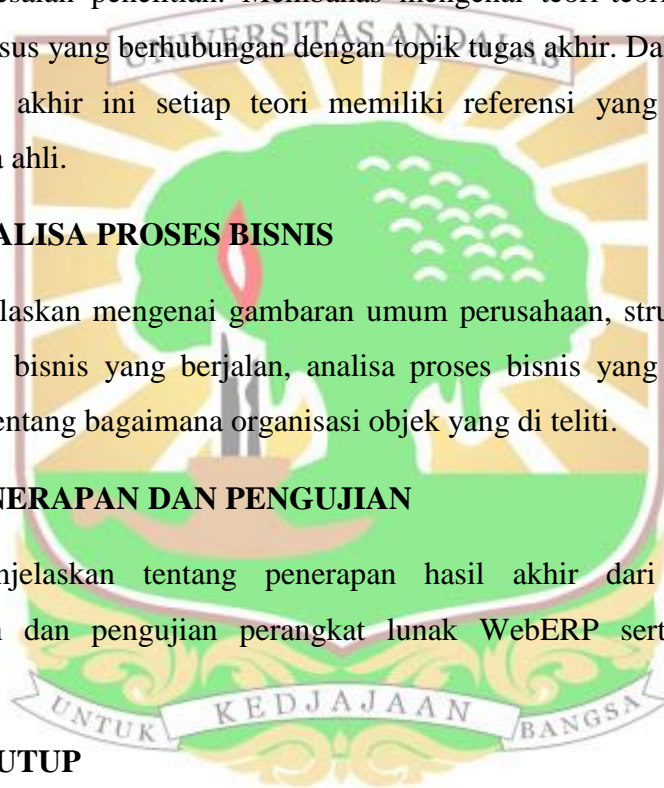 penelitian. Membahas mengenai teori-teori
yang berhubungan dengan topik tugas akhir. Da
UNIVERSITAS ANDALAS
akhir ini setiap teori memiliki referensi yang
ahli.
ALISA PROSES BISNIS
laskan mengenai gambaran umum perusahaan, stru
bisnis yang berjalan, analisa proses bisnis yang
entang bagaimana organisasi objek yang di teliti.
NERAPAN DAN PENGUJIAN
njelaskan tentang penerapan hasil akhir dari
dan pengujian perangkat lunak WebERP sert
UNTUK KEDJAJAAN BANGSA
UTUP